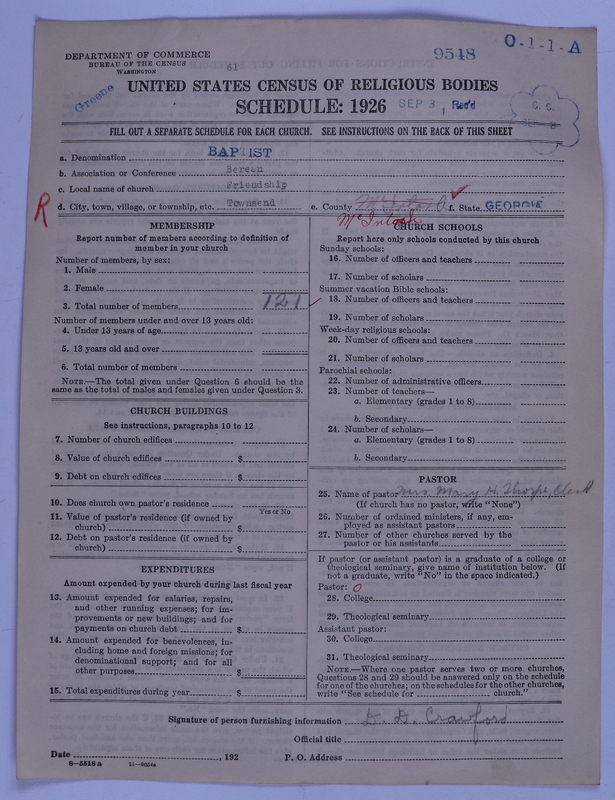 DEPARTMENT OF COMMERCE
BUREAU OF THE CENSUS
WASHINGTON
61
9548
O-1-1-A
Greene
UNITED STATES CENSUS OF RELIGIOUS BODIES
SCHEDULE: 1926
SEP 3, Rec'd
FILL OUT A SEPARATE SCHEDULE FOR EACH CHURCH. SEE INSTRUCTIONS ON THE BACK OF THIS SHEET
a. Denomination BAPTIST
b. Association or Conference Berean
c. Local name of church Friendship
d. City, town, village, or township, etc. Townsend e. County McIntosh f. State GEORGIA
R
McIntosh
MEMBERSHIP
Report number of members according to definition of
member in your church
Number of members, by sex:
1. Male
2. Female
3. Total number of members 121
Number of members under and over 13 years old:
4. Under 13 years of age
5. 13 years old and over
6. Total number of members
NOTE.—The total given under Question 6 should be the
same as the total of males and females given under Question 3.
CHURCH BUILDINGS
See instructions, paragraphs 10 to 12
7. Number of church edifices
8. Value of church edifices $
9. Debt on church edifices $
10. Does church own pastor's residence
Yes or No
11. Value of pastor's residence (if owned by
church) $
12. Debt on pastor's residence (if owned by
church) $
EXPENDITURES
Amount expended by your church during last fiscal year
13. Amount expended for salaries, repairs,
and other running expenses; for im-
provements or new buildings; and for
payments on church debt $
14. Amount expended for benevolences, in-
cluding home and foreign missions; for
denominational support; and for all
other purposes $
15. Total expenditures during year $
CHURCH SCHOOLS
Report here only schools conducted by this church
Sunday schools:
16. Number of officers and teachers
17. Number of scholars
Summer vacation Bible schools:
18. Number of officers and teachers
19. Number of scholars
Week-day religious schools:
20. Number of officers and teachers
21. Number of scholars
Parochial schools:
22. Number of administrative officers
23. Number of teachers—
a. Elementary (grades 1 to 8)
b. Secondary
24. Number of scholars—
a. Elementary (grades 1 to 8)
b. Secondary
PASTOR
25. Name of pastor Mrs. Mary H. Thorpe, Clerk
(If church has no pastor, write "None")
26. Number of ordained ministers, if any, em-
ployed as assistant pastors
27. Number of other churches served by the
pastor or his assistants
If pastor (or assistant pastor) is a graduate of a college or
theological seminary, give name of institution below. (If
not a graduate, write "No" in the space indicated.)
Pastor: O
28. College
29. Theological seminary
Assistant pastor:
30. College
31. Theological seminary
NOTE.—Where one pastor serves two or more churches,
Questions 28 and 29 should be answered only on the schedule
for one of the churches; on the schedules for the other churches,
write "See schedule for church."
Signature of person furnishing information D. D. Crawford
Official title
Date , 192 P. O. Address
8-5518 a 11-9054a